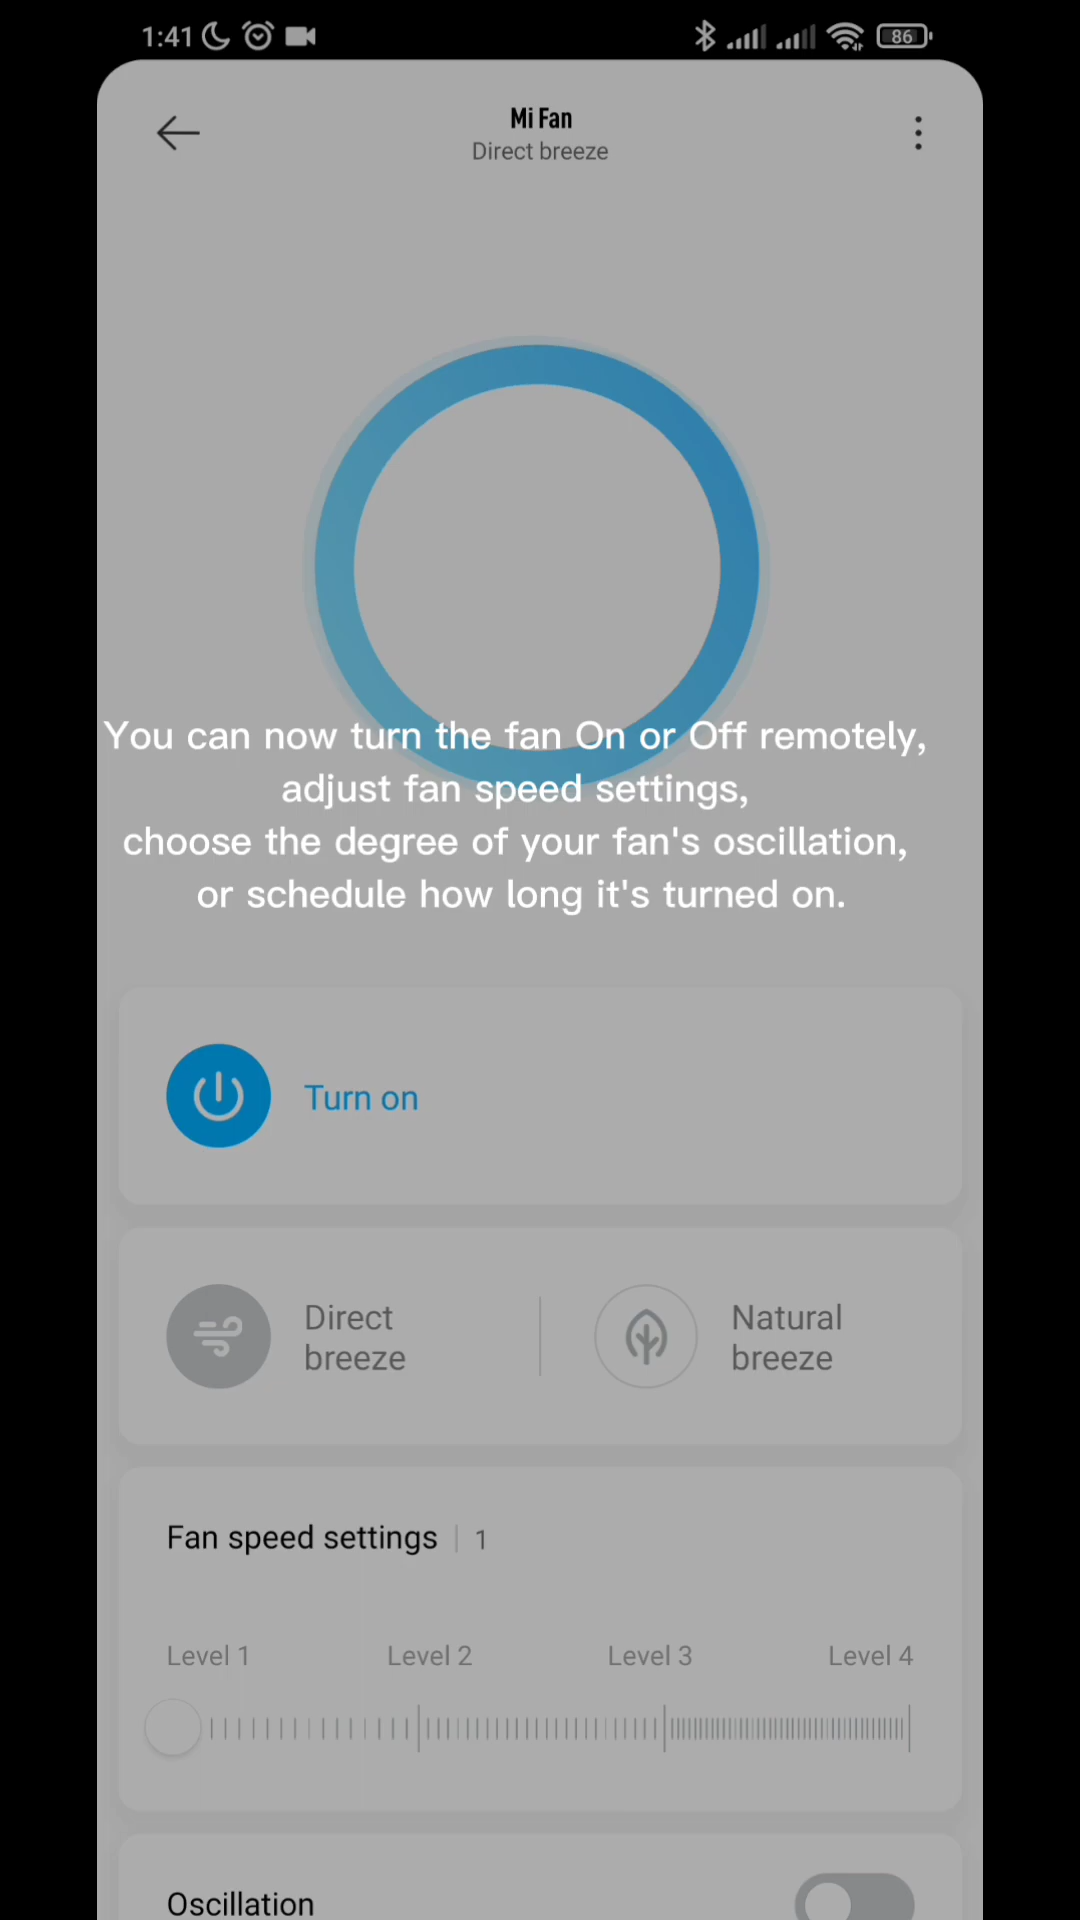 1:41 86
Mi Fan
Direct breeze
You can now turn the fan On or Off remotely,
adjust fan speed settings,
choose the degree of your fan's oscillation,
or schedule how long it's turned on.
Turn on
Direct
breeze
Natural
breeze
Fan speed settings | 1
Level 1 Level 2 Level 3 Level 4
Oscillation